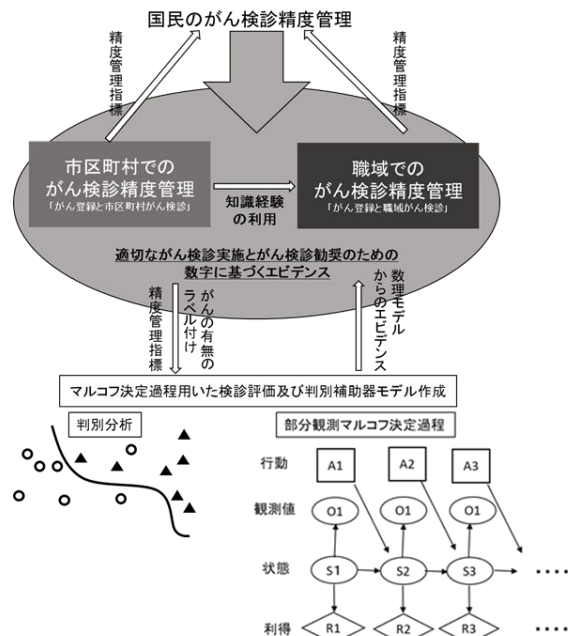 国民のがん検診精度管理
精度管理指標
精度管理指標
市区町村での
がん検診精度管理
「がん登録と市区町村がん検診」
知識経験
の利用
職域での
がん検診精度管理
「がん登録と職域がん検診」
適切ながん検診実施とがん検診勧奨のための
数字に基づくエビデンス
精度管理指標
がんの有無の
ラベル付け
数理モデル
からのエビデンス
マルコフ決定過程用いた検診評価及び判別補助器モデル作成
判別分析
部分観測マルコフ決定過程
行動
A1
A2
A3
観測値
O1
O1
O1
状態
S1
S2
S3
‥‥
利得
R1
R2
R3
‥‥